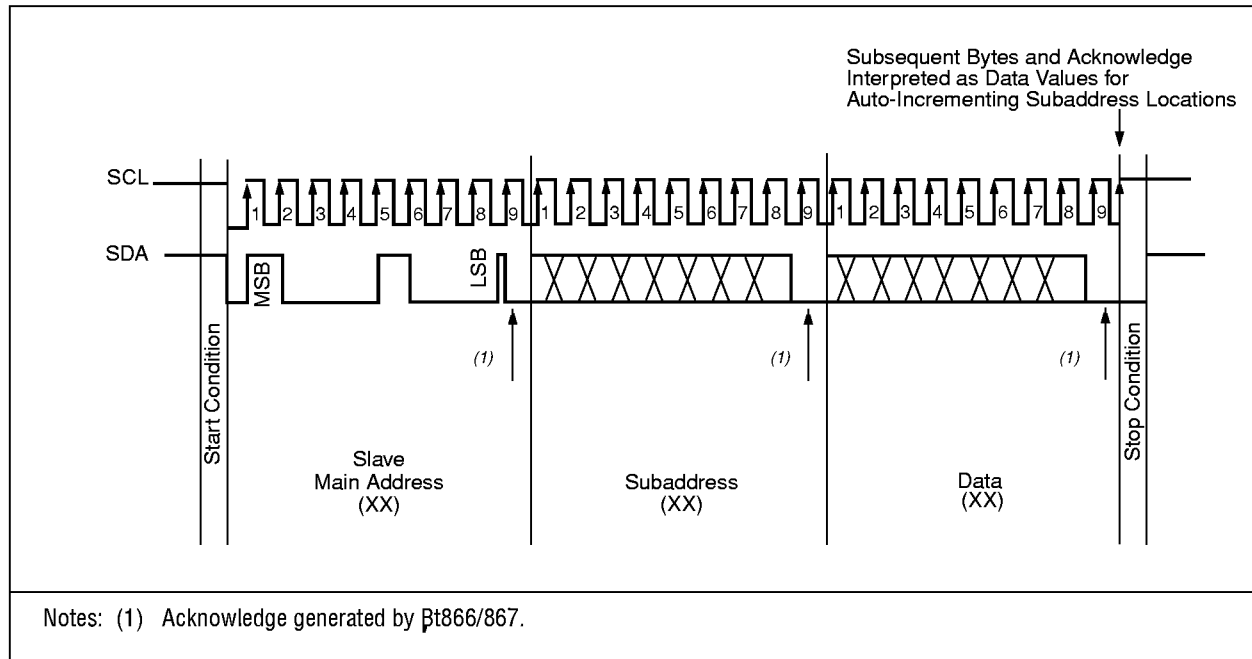 Subsequent Bytes and Acknowledge
Interpreted as Data Values for
Auto-Incrementing Subaddress Locations
SCL
1 2 3 4 5 6 7 8 9 1 2 3 4 5 6 7 8 9 1 2 3 4 5 6 7 8 9
SDA
MSB
LSB
(1)
(1)
(1)
Start Condition
Stop Condition
Slave
Main Address
(XX)
Subaddress
(XX)
Data
(XX)
Notes: (1) Acknowledge generated by Bt866/867.